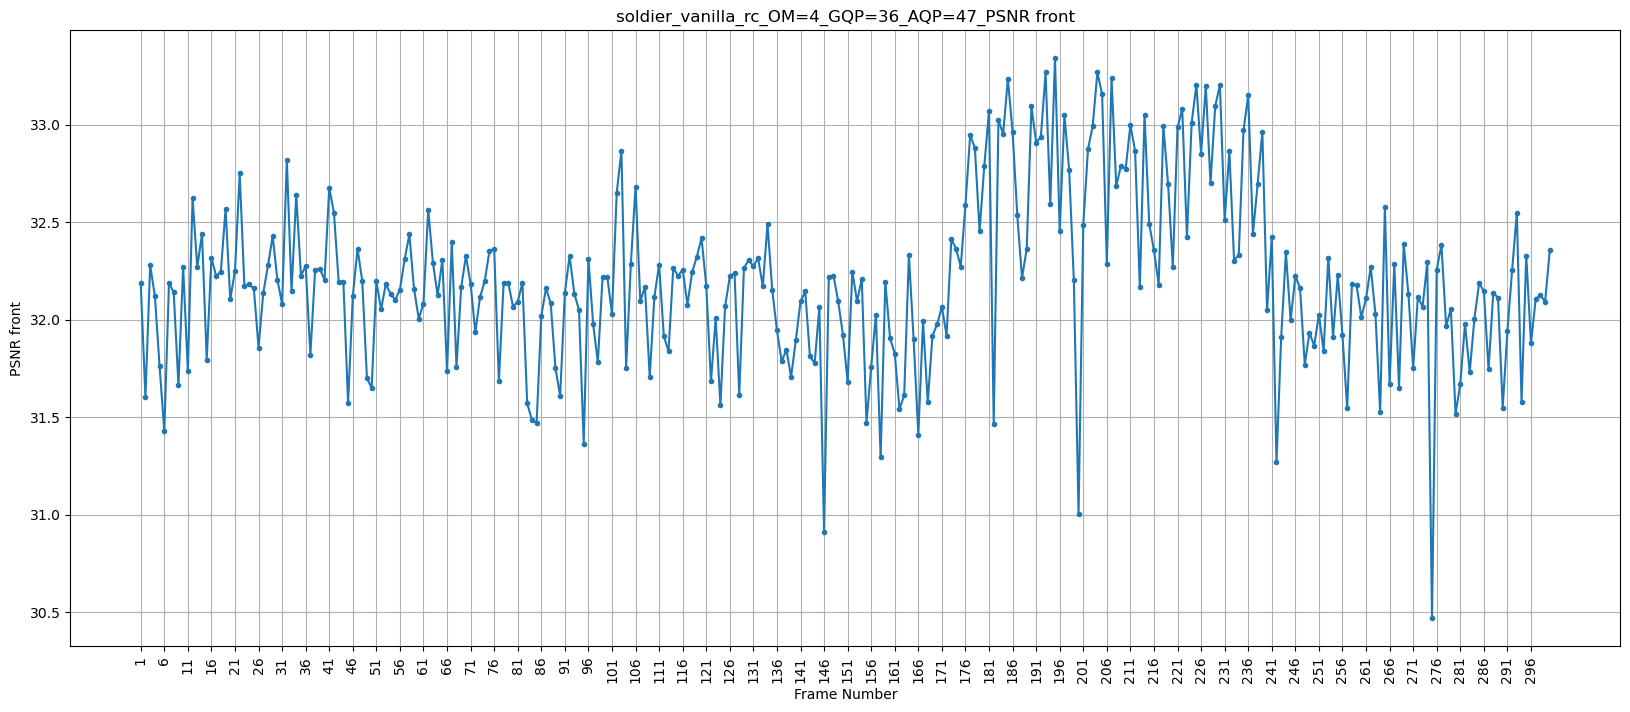 soldier_vanilla_rc_OM=4_GQP=36_AQP=47_PSNR front
PSNR front
33.0
32.5
32.0
31.5
31.0
30.5
1 6 11 16 21 26 31 36 41 46 51 56 61 66 71 76 81 86 91 96 101 106 111 116 121 126 131 136 141 146 151 156 161 166 171 176 181 186 191 196 201 206 211 216 221 226 231 236 241 246 251 256 261 266 271 276 281 286 291 296
Frame Number